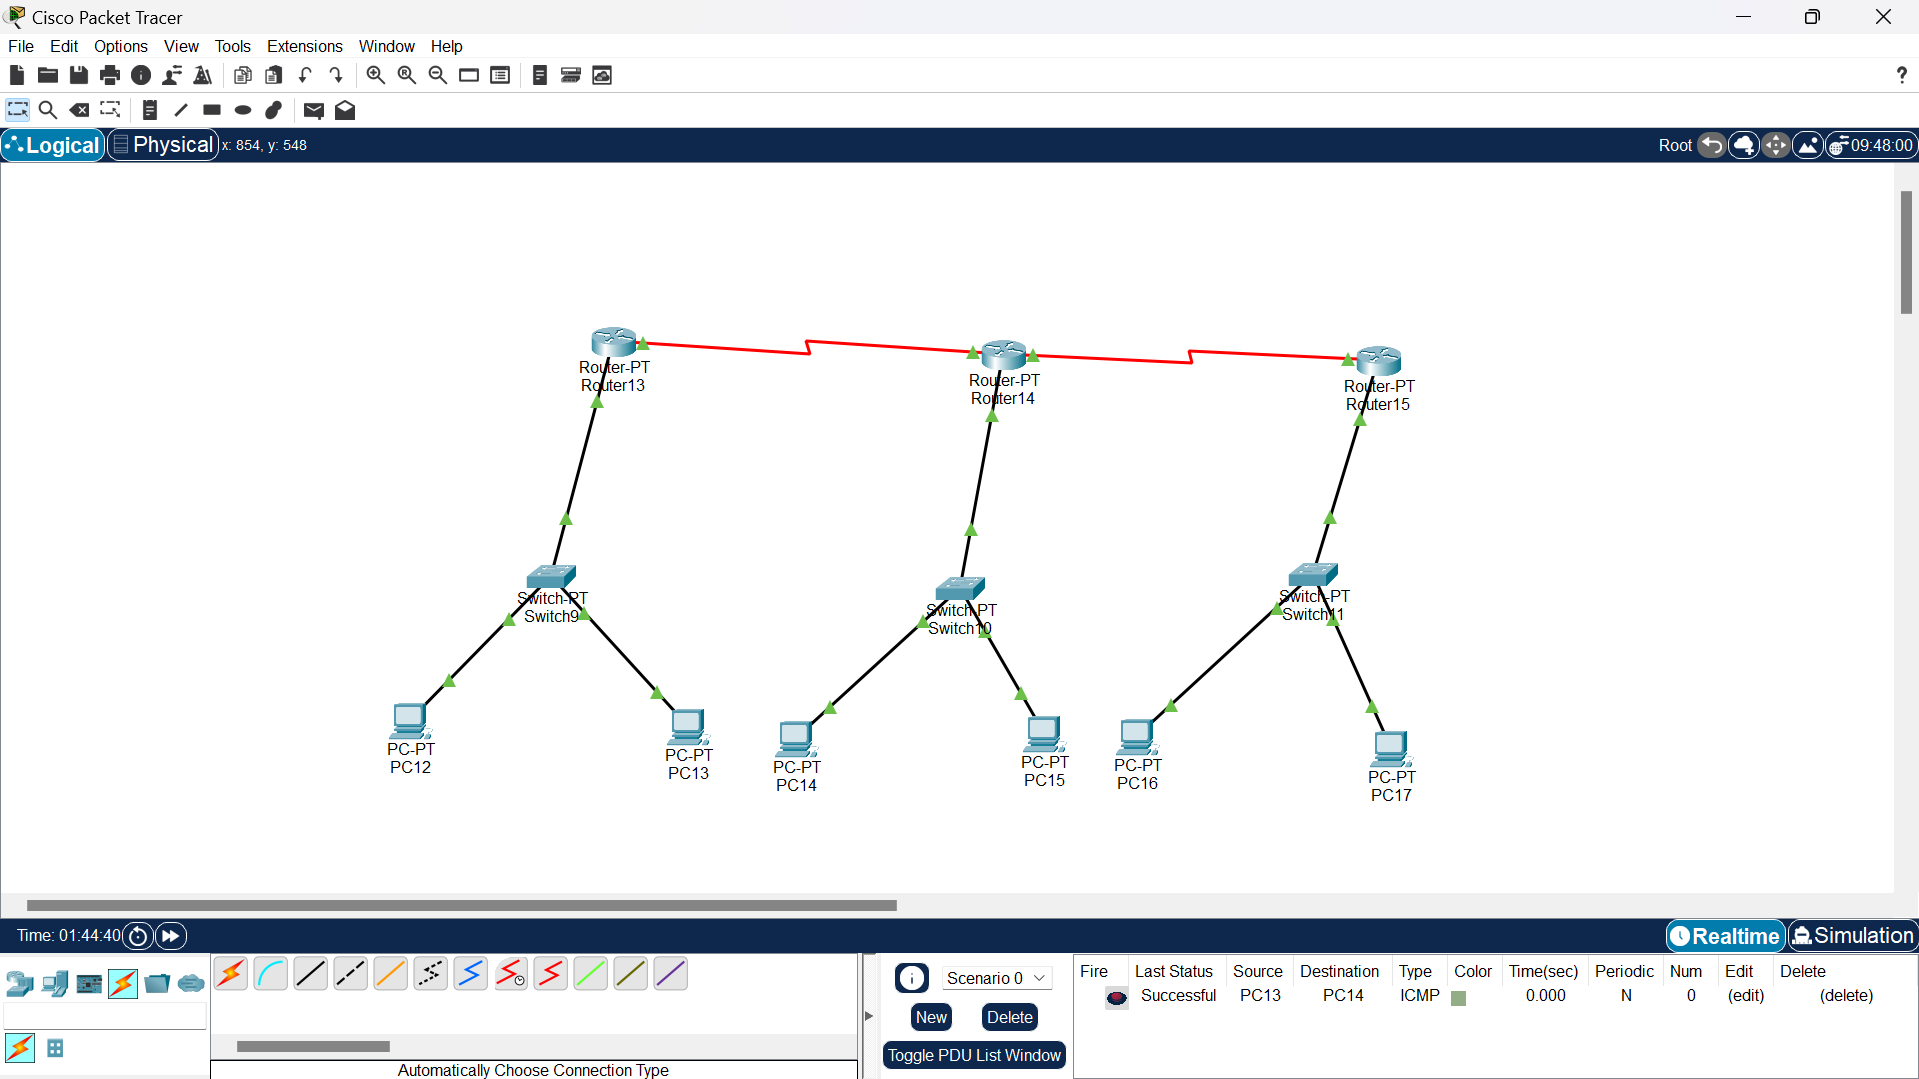 Cisco Packet Tracer
File Edit Options View Tools Extensions Window Help
?
Logical Physical x: 854, y: 548 Root 09:48:00
Router-PT
Router13
Router-PT
Router14
Router-PT
Router15
Switch-PT
Switch9
Switch-PT
Switch10
Switch-PT
Switch11
PC-PT
PC12
PC-PT
PC13
PC-PT
PC14
PC-PT
PC15
PC-PT
PC16
PC-PT
PC17
Time: 01:44:40 Realtime Simulation
Scenario 0
New Delete
Toggle PDU List Window
Fire Last Status Source Destination Type Color Time(sec) Periodic Num Edit Delete
Successful PC13 PC14 ICMP 0.000 N 0 (edit) (delete)
Automatically Choose Connection Type